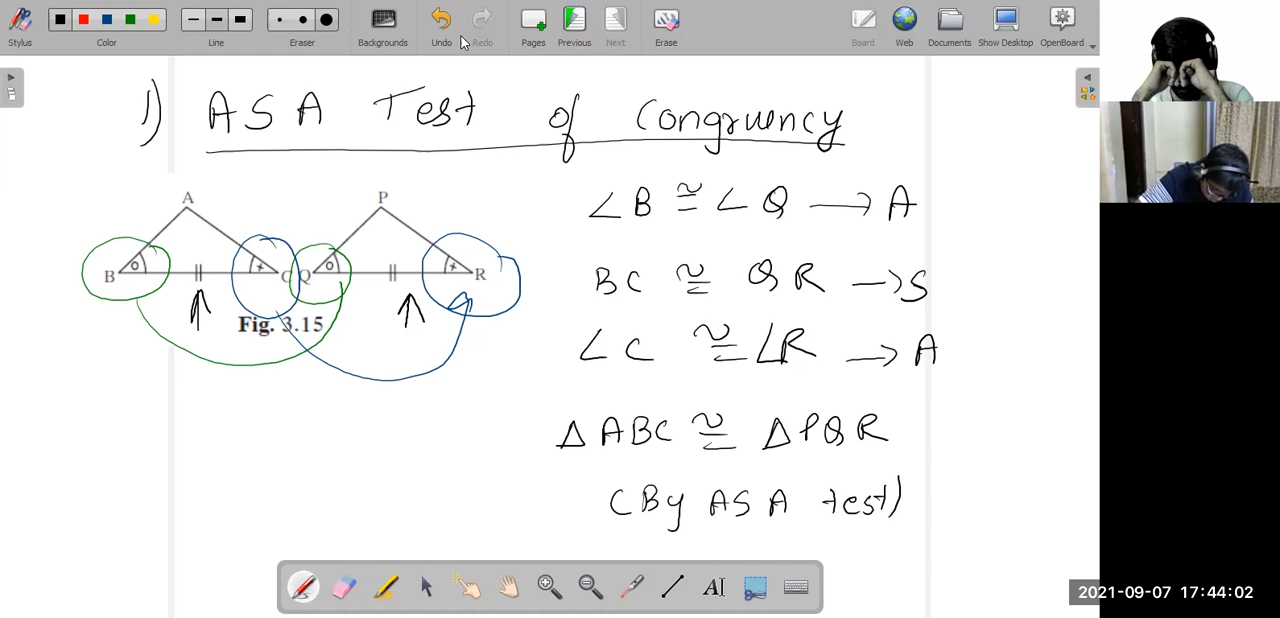 Stylus Color Line Eraser Backgrounds Undo Redo Pages Previous Next Erase Board Web Documents Show Desktop OpenBoard
1) ASA Test of Congruency
A P
∠B ≅ ∠Q → A
B C Q R
BC ≅ QR → S
Fig. 3.15
∠C ≅ ∠R → A
Δ ABC ≅ Δ PQR
(By ASA test)
AI
2021-09-07 17:44:02